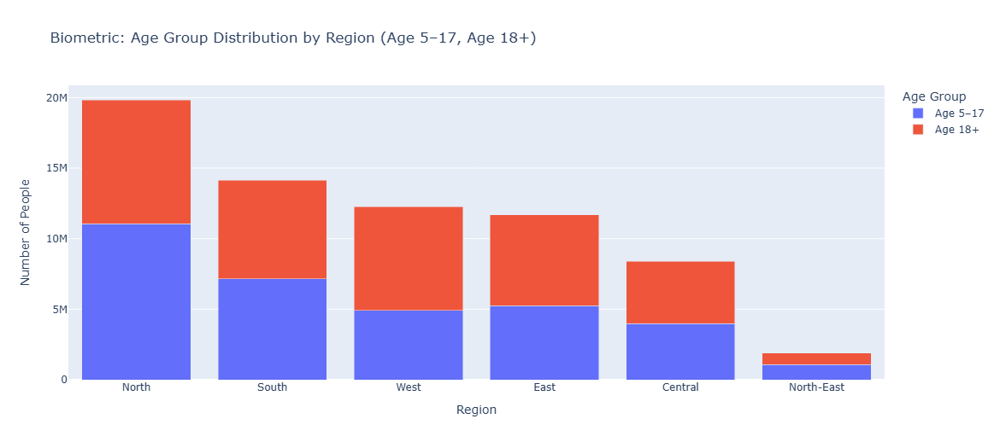 Biometric: Age Group Distribution by Region (Age 5–17, Age 18+)
Age Group
Age 5–17
Age 18+
Number of People
20M
15M
10M
5M
0
North
South
West
East
Central
North-East
Region